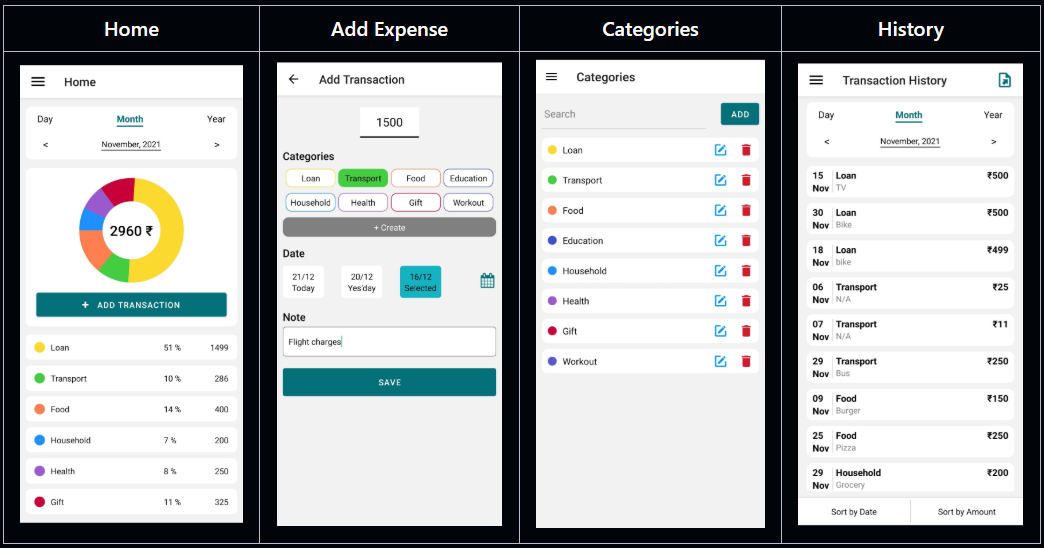 Home
Add Expense
Categories
History
Home
Day Month Year
< November, 2021 >
2960 ₹
+ ADD TRANSACTION
Loan 51 % 1499
Transport 10 % 286
Food 14 % 400
Household 7 % 200
Health 8 % 250
Gift 11 % 325
Add Transaction
1500
Categories
Loan Transport Food Education
Household Health Gift Workout
+ Create
Date
21/12 20/12 16/12
Today Yes'day Selected
Note
Flight charges
SAVE
Categories
Search ADD
Loan
Transport
Food
Education
Household
Health
Gift
Workout
Transaction History
Day Month Year
< November, 2021 >
15 Loan ₹500
Nov TV
30 Loan ₹500
Nov Bike
18 Loan ₹499
Nov bike
06 Transport ₹25
Nov N/A
07 Transport ₹11
Nov N/A
29 Transport ₹250
Nov Bus
09 Food ₹150
Nov Burger
25 Food ₹250
Nov Pizza
29 Household ₹200
Nov Grocery
Sort by Date Sort by Amount